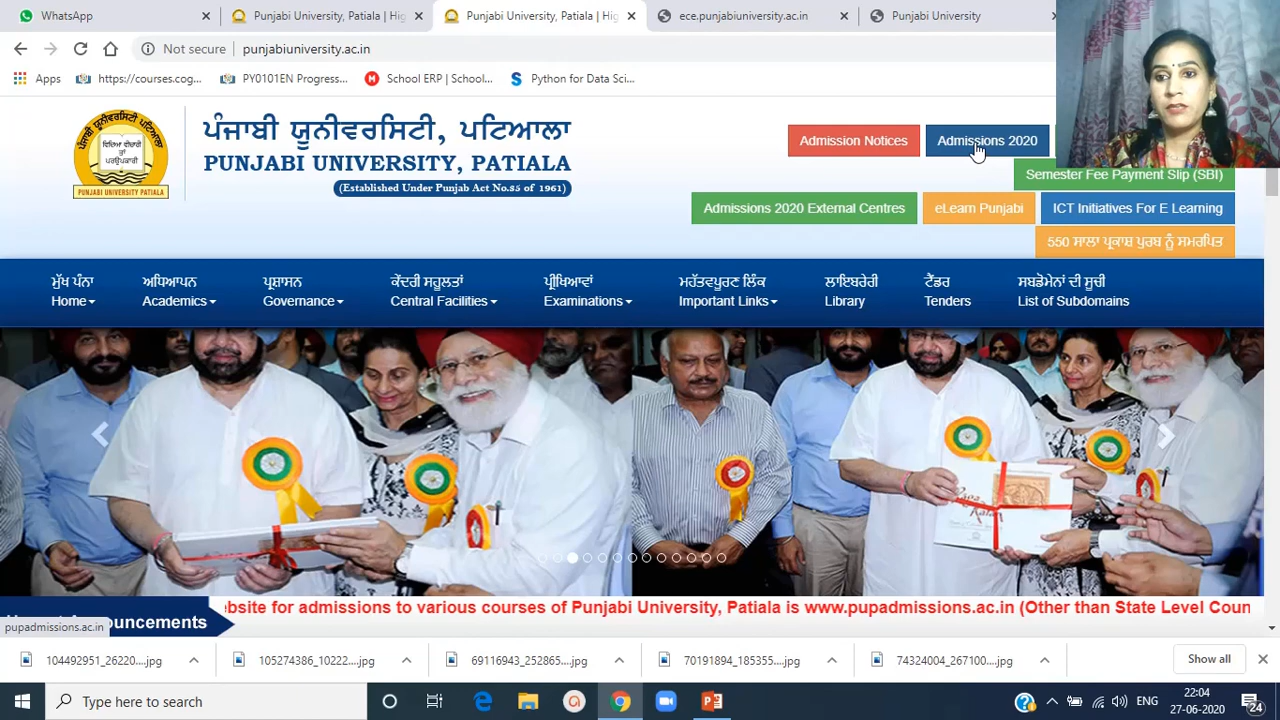 WhatsApp
Punjabi University, Patiala | Hig
Punjabi University, Patiala | Hig
ece.punjabiuniversity.ac.in
Punjabi University
Not secure | punjabiuniversity.ac.in
Apps
https://courses.cog...
PY0101EN Progress...
School ERP | School...
Python for Data Sci...
ਪੰਜਾਬੀ ਯੂਨੀਵਰਸਿਟੀ, ਪਟਿਆਲਾ
PUNJABI UNIVERSITY, PATIALA
(Established Under Punjab Act No.35 of 1961)
PUNJABI UNIVERSITY PATIALA
Admission Notices
Admissions 2020
Semester Fee Payment Slip (SBI)
Admissions 2020 External Centres
eLearn Punjabi
ICT Initiatives For E Learning
550 ਸਾਲਾ ਪ੍ਰਕਾਸ਼ ਪੁਰਬ ਨੂੰ ਸਮਰਪਿਤ
ਮੁੱਖ ਪੰਨਾ
Home
ਅਧਿਆਪਨ
Academics
ਪ੍ਰਸ਼ਾਸਨ
Governance
ਕੇਂਦਰੀ ਸਹੂਲਤਾਂ
Central Facilities
ਪ੍ਰੀਖਿਆਵਾਂ
Examinations
ਮਹੱਤਵਪੂਰਣ ਲਿੰਕ
Important Links
ਲਾਇਬਰੇਰੀ
Library
ਟੈਂਡਰ
Tenders
ਸਬਡੋਮੇਨਾਂ ਦੀ ਸੂਚੀ
List of Subdomains
ebsite for admissions to various courses of Punjabi University, Patiala is www.pupadmissions.ac.in (Other than State Level Coun
ouncements
pupadmissions.ac.in
104492951_26220....jpg
105274386_10222....jpg
69116943_252865....jpg
70191894_185355....jpg
74324004_267100....jpg
Show all
Type here to search
ENG
22:04
27-06-2020
24